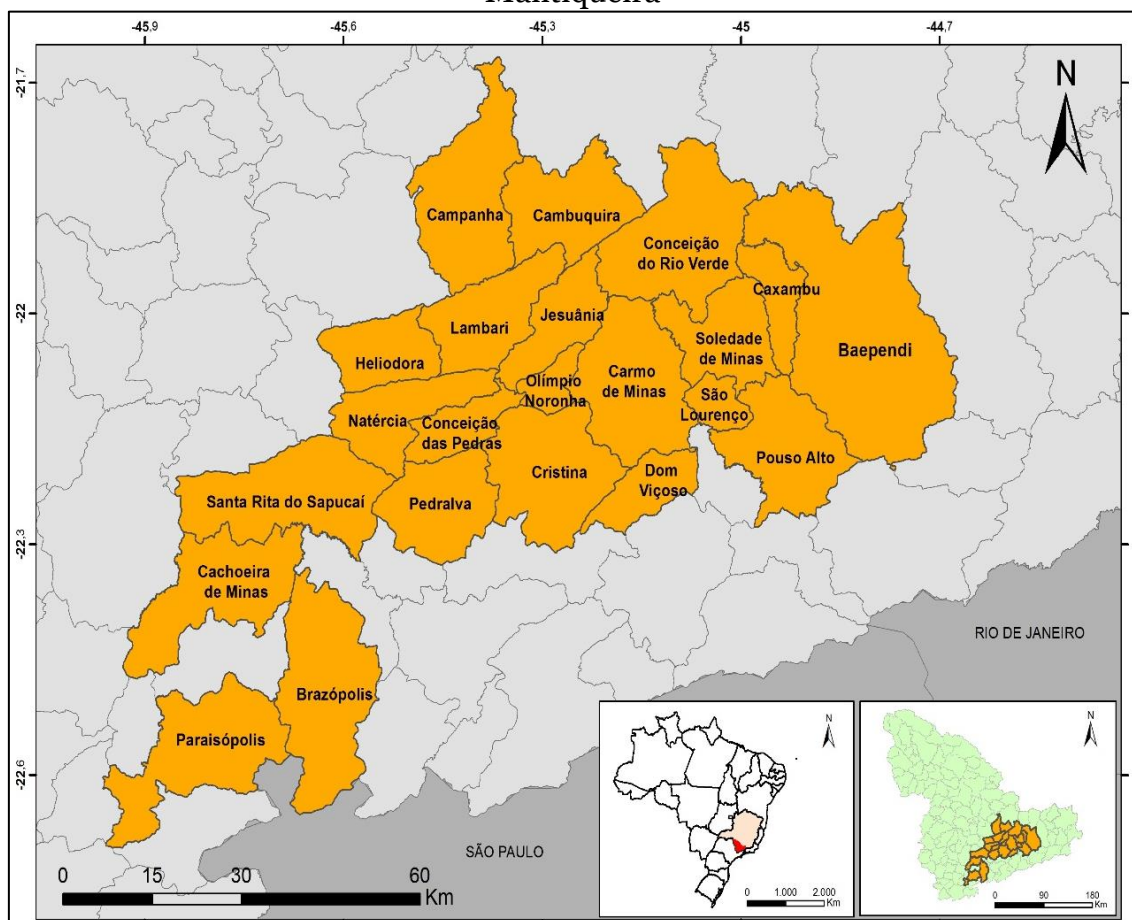 Mantiqueira
-45,9 -45,6 -45,3 -45 -44,7
-21,7
-22
-22,3
-22,6
N
Campanha
Cambuquira
Conceição
do Rio Verde
Caxambu
Baependi
Jesuânia
Lambari
Soledade
de Minas
Heliodora
Olímpio
Noronha
Carmo
de Minas
São
Lourenço
Natércia
Conceição
das Pedras
Cristina
Dom
Viçoso
Pouso Alto
Santa Rita do Sapucaí
Pedralva
Cachoeira
de Minas
Brazópolis
Paraisópolis
RIO DE JANEIRO
SÃO PAULO
0 15 30 60
Km
N
0 1.000 2.000
Km
N
0 90 180
Km